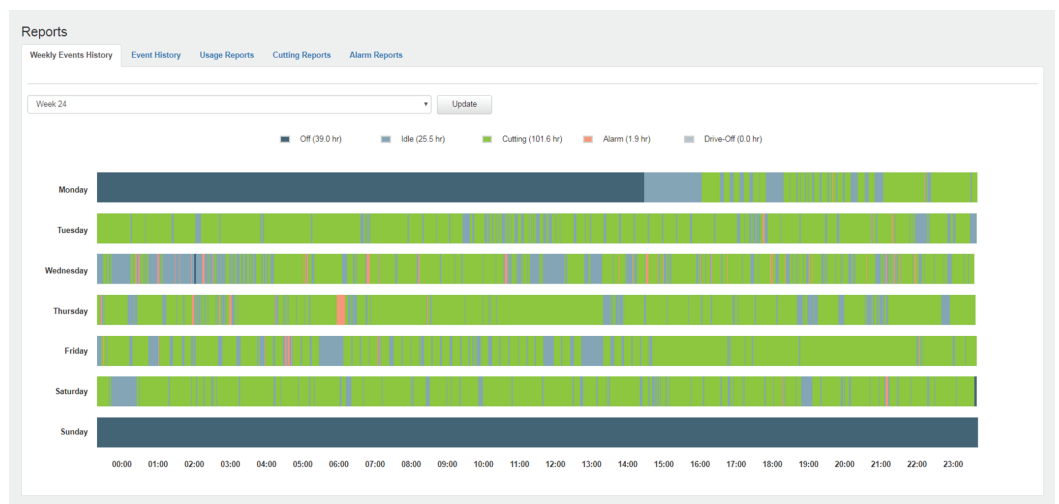 Reports
Weekly Events History Event History Usage Reports Cutting Reports Alarm Reports
Week 24 Update
Off (39.0 hr) Idle (25.5 hr) Cutting (101.6 hr) Alarm (1.9 hr) Drive-Off (0.0 hr)
Monday
Tuesday
Wednesday
Thursday
Friday
Saturday
Sunday
00:00 01:00 02:00 03:00 04:00 05:00 06:00 07:00 08:00 09:00 10:00 11:00 12:00 13:00 14:00 15:00 16:00 17:00 18:00 19:00 20:00 21:00 22:00 23:00